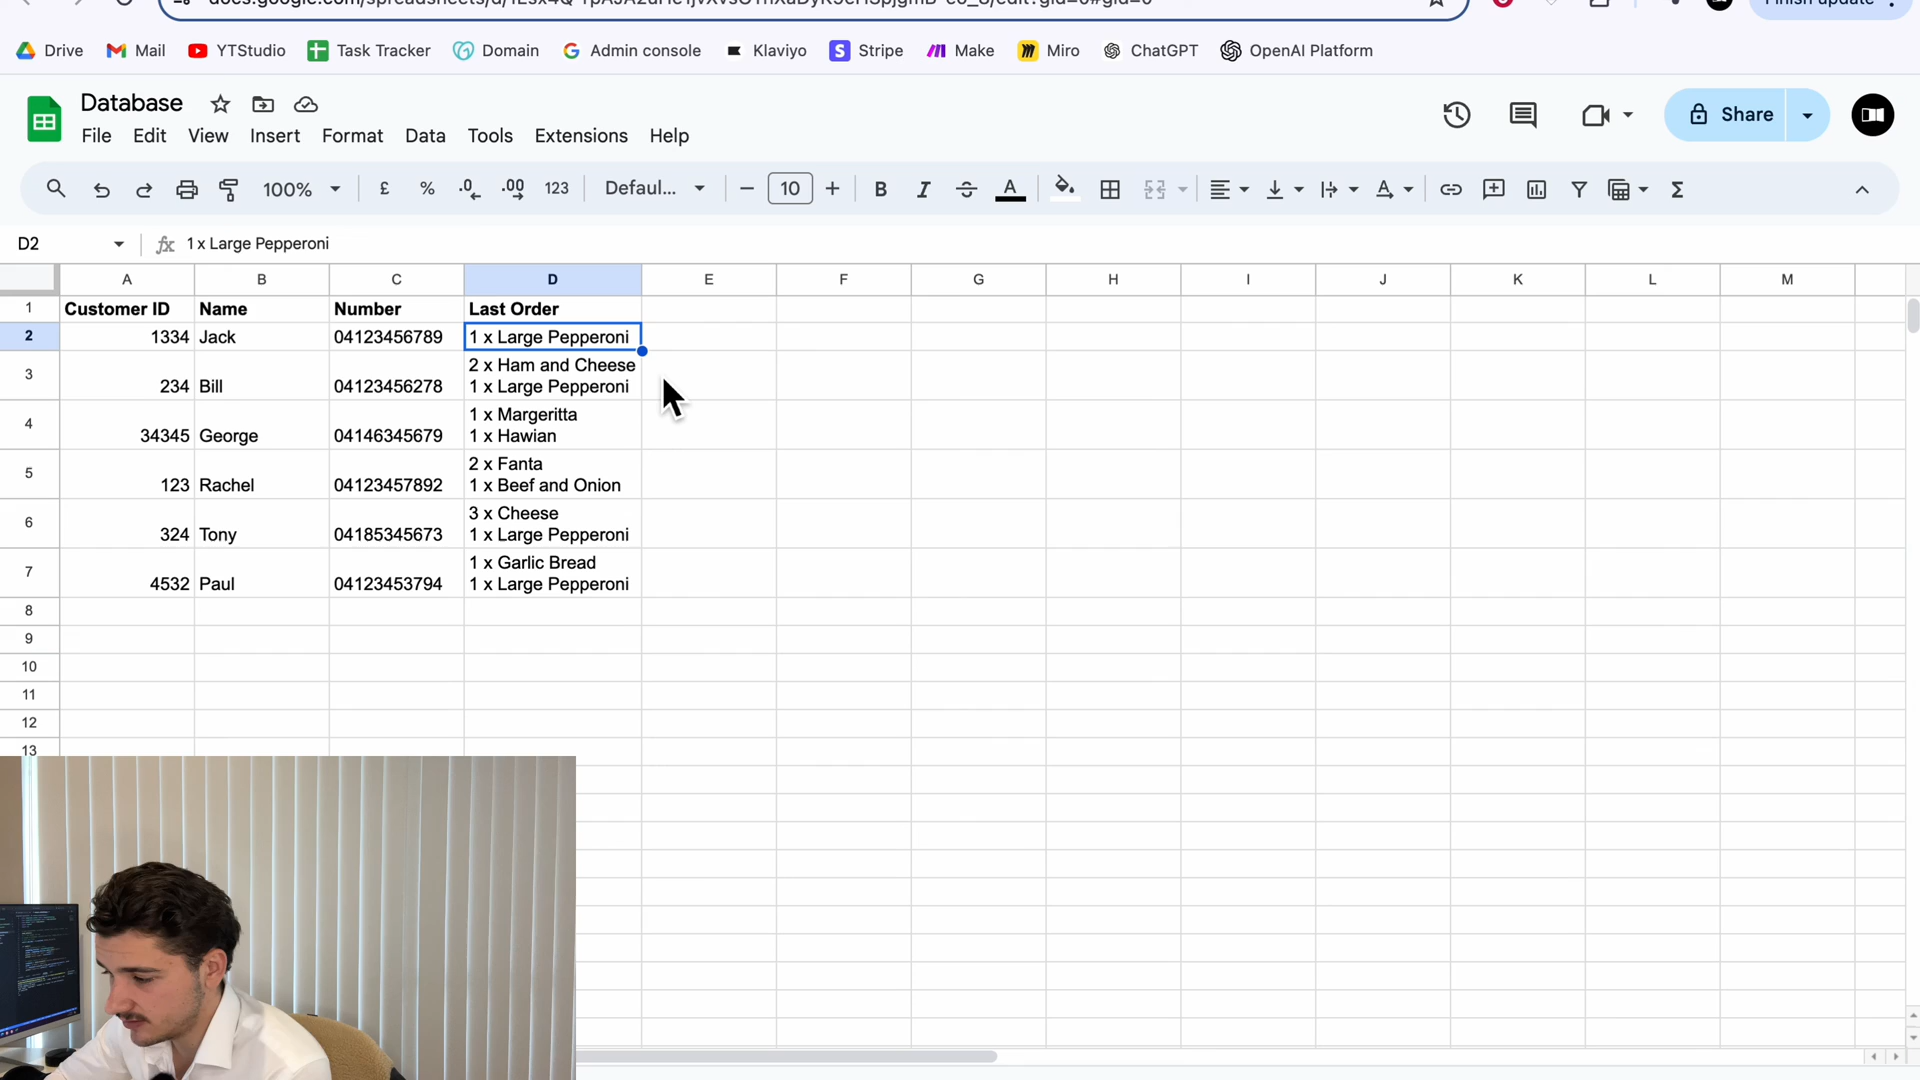 Drive Mail YTStudio Task Tracker Domain Admin console Klaviyo Stripe Make Miro ChatGPT OpenAI Platform
Database
Share
File Edit View Insert Format Data Tools Extensions Help
100% £ % .0 .00 123 Defaul... 10 B I A
D2 fx 1 x Large Pepperoni
A B C D E F G H I J K L M
1 Customer ID Name Number Last Order
2 1334 Jack 04123456789 1 x Large Pepperoni
2 x Ham and Cheese
3 234 Bill 04123456278 1 x Large Pepperoni
1 x Margeritta
4 34345 George 04146345679 1 x Hawian
2 x Fanta
5 123 Rachel 04123457892 1 x Beef and Onion
3 x Cheese
6 324 Tony 04185345673 1 x Large Pepperoni
1 x Garlic Bread
7 4532 Paul 04123453794 1 x Large Pepperoni
8
9
10
11
12
13